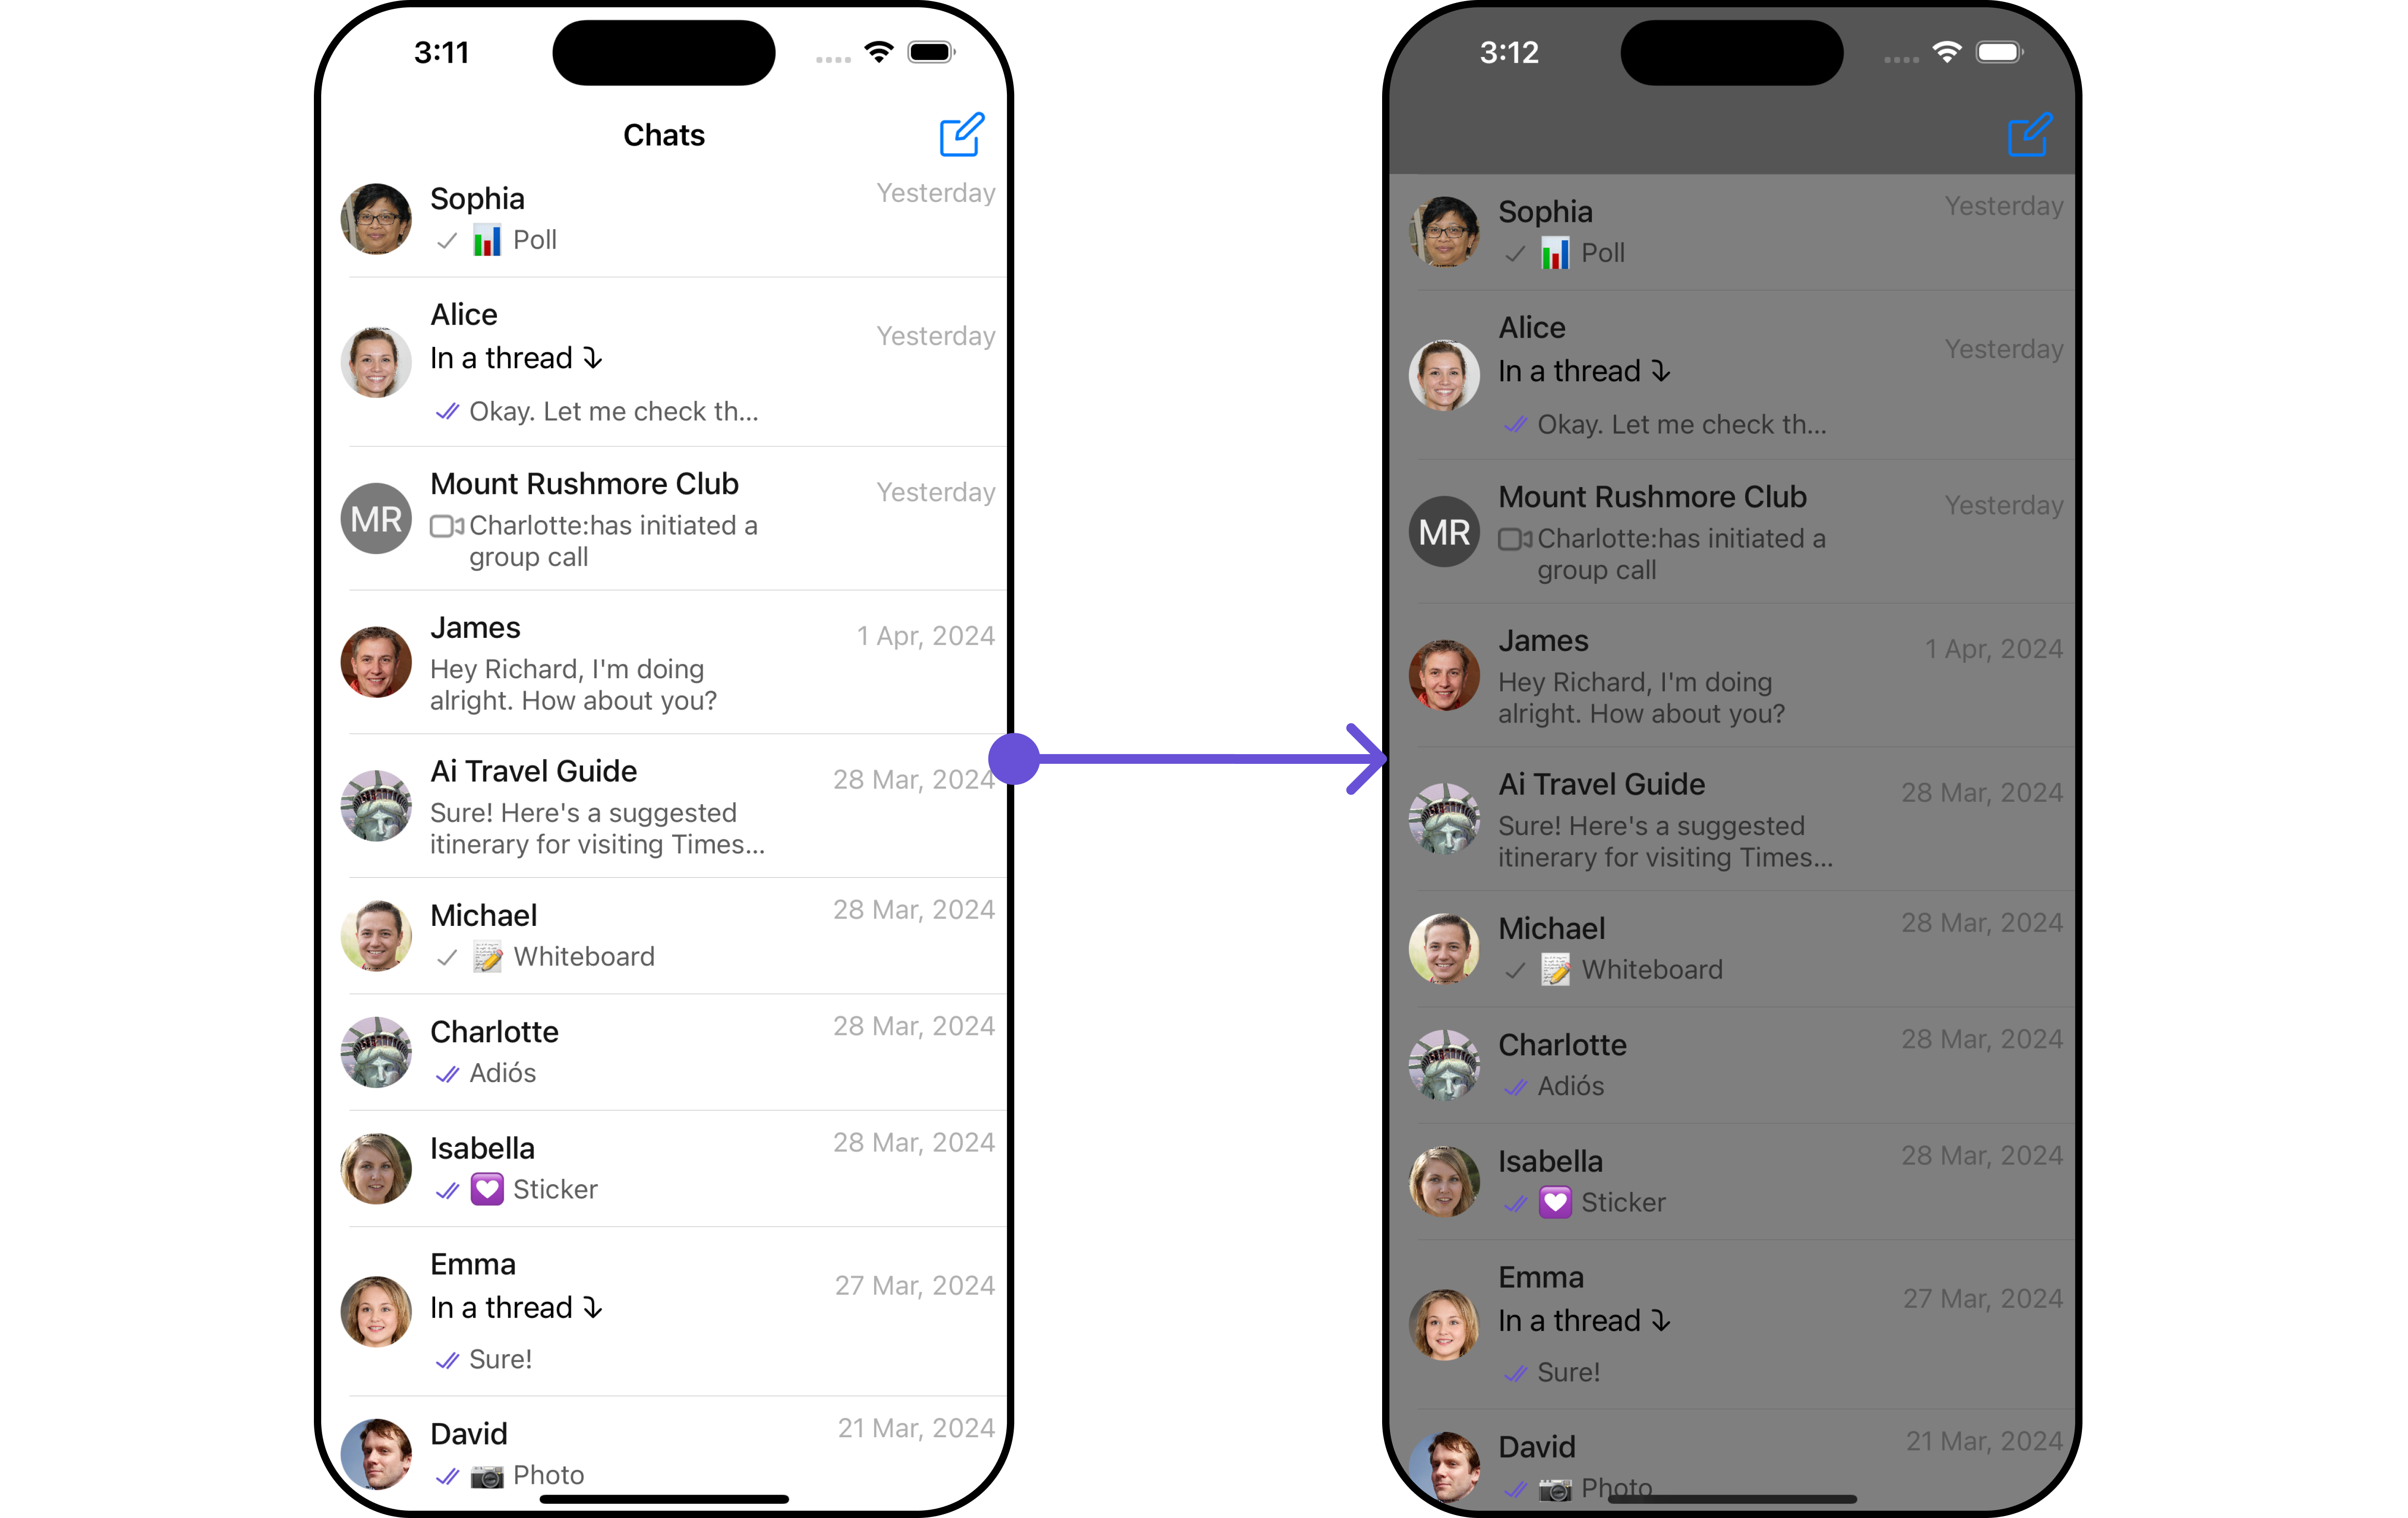 3:11
Chats
Sophia
Yesterday
📊 Poll
Alice
Yesterday
In a thread ⤵
Okay. Let me check th...
MR
Mount Rushmore Club
Yesterday
Charlotte:has initiated a
group call
James
1 Apr, 2024
Hey Richard, I'm doing
alright. How about you?
Ai Travel Guide
28 Mar, 2024
Sure! Here's a suggested
itinerary for visiting Times...
Michael
28 Mar, 2024
📝 Whiteboard
Charlotte
28 Mar, 2024
Adiós
Isabella
28 Mar, 2024
💟 Sticker
Emma
27 Mar, 2024
In a thread ⤵
Sure!
David
21 Mar, 2024
📷 Photo
3:12
Sophia
Yesterday
📊 Poll
Alice
Yesterday
In a thread ⤵
Okay. Let me check th...
MR
Mount Rushmore Club
Yesterday
Charlotte:has initiated a
group call
James
1 Apr, 2024
Hey Richard, I'm doing
alright. How about you?
Ai Travel Guide
28 Mar, 2024
Sure! Here's a suggested
itinerary for visiting Times...
Michael
28 Mar, 2024
📝 Whiteboard
Charlotte
28 Mar, 2024
Adiós
Isabella
28 Mar, 2024
💟 Sticker
Emma
27 Mar, 2024
In a thread ⤵
Sure!
David
21 Mar, 2024
📷 Photo